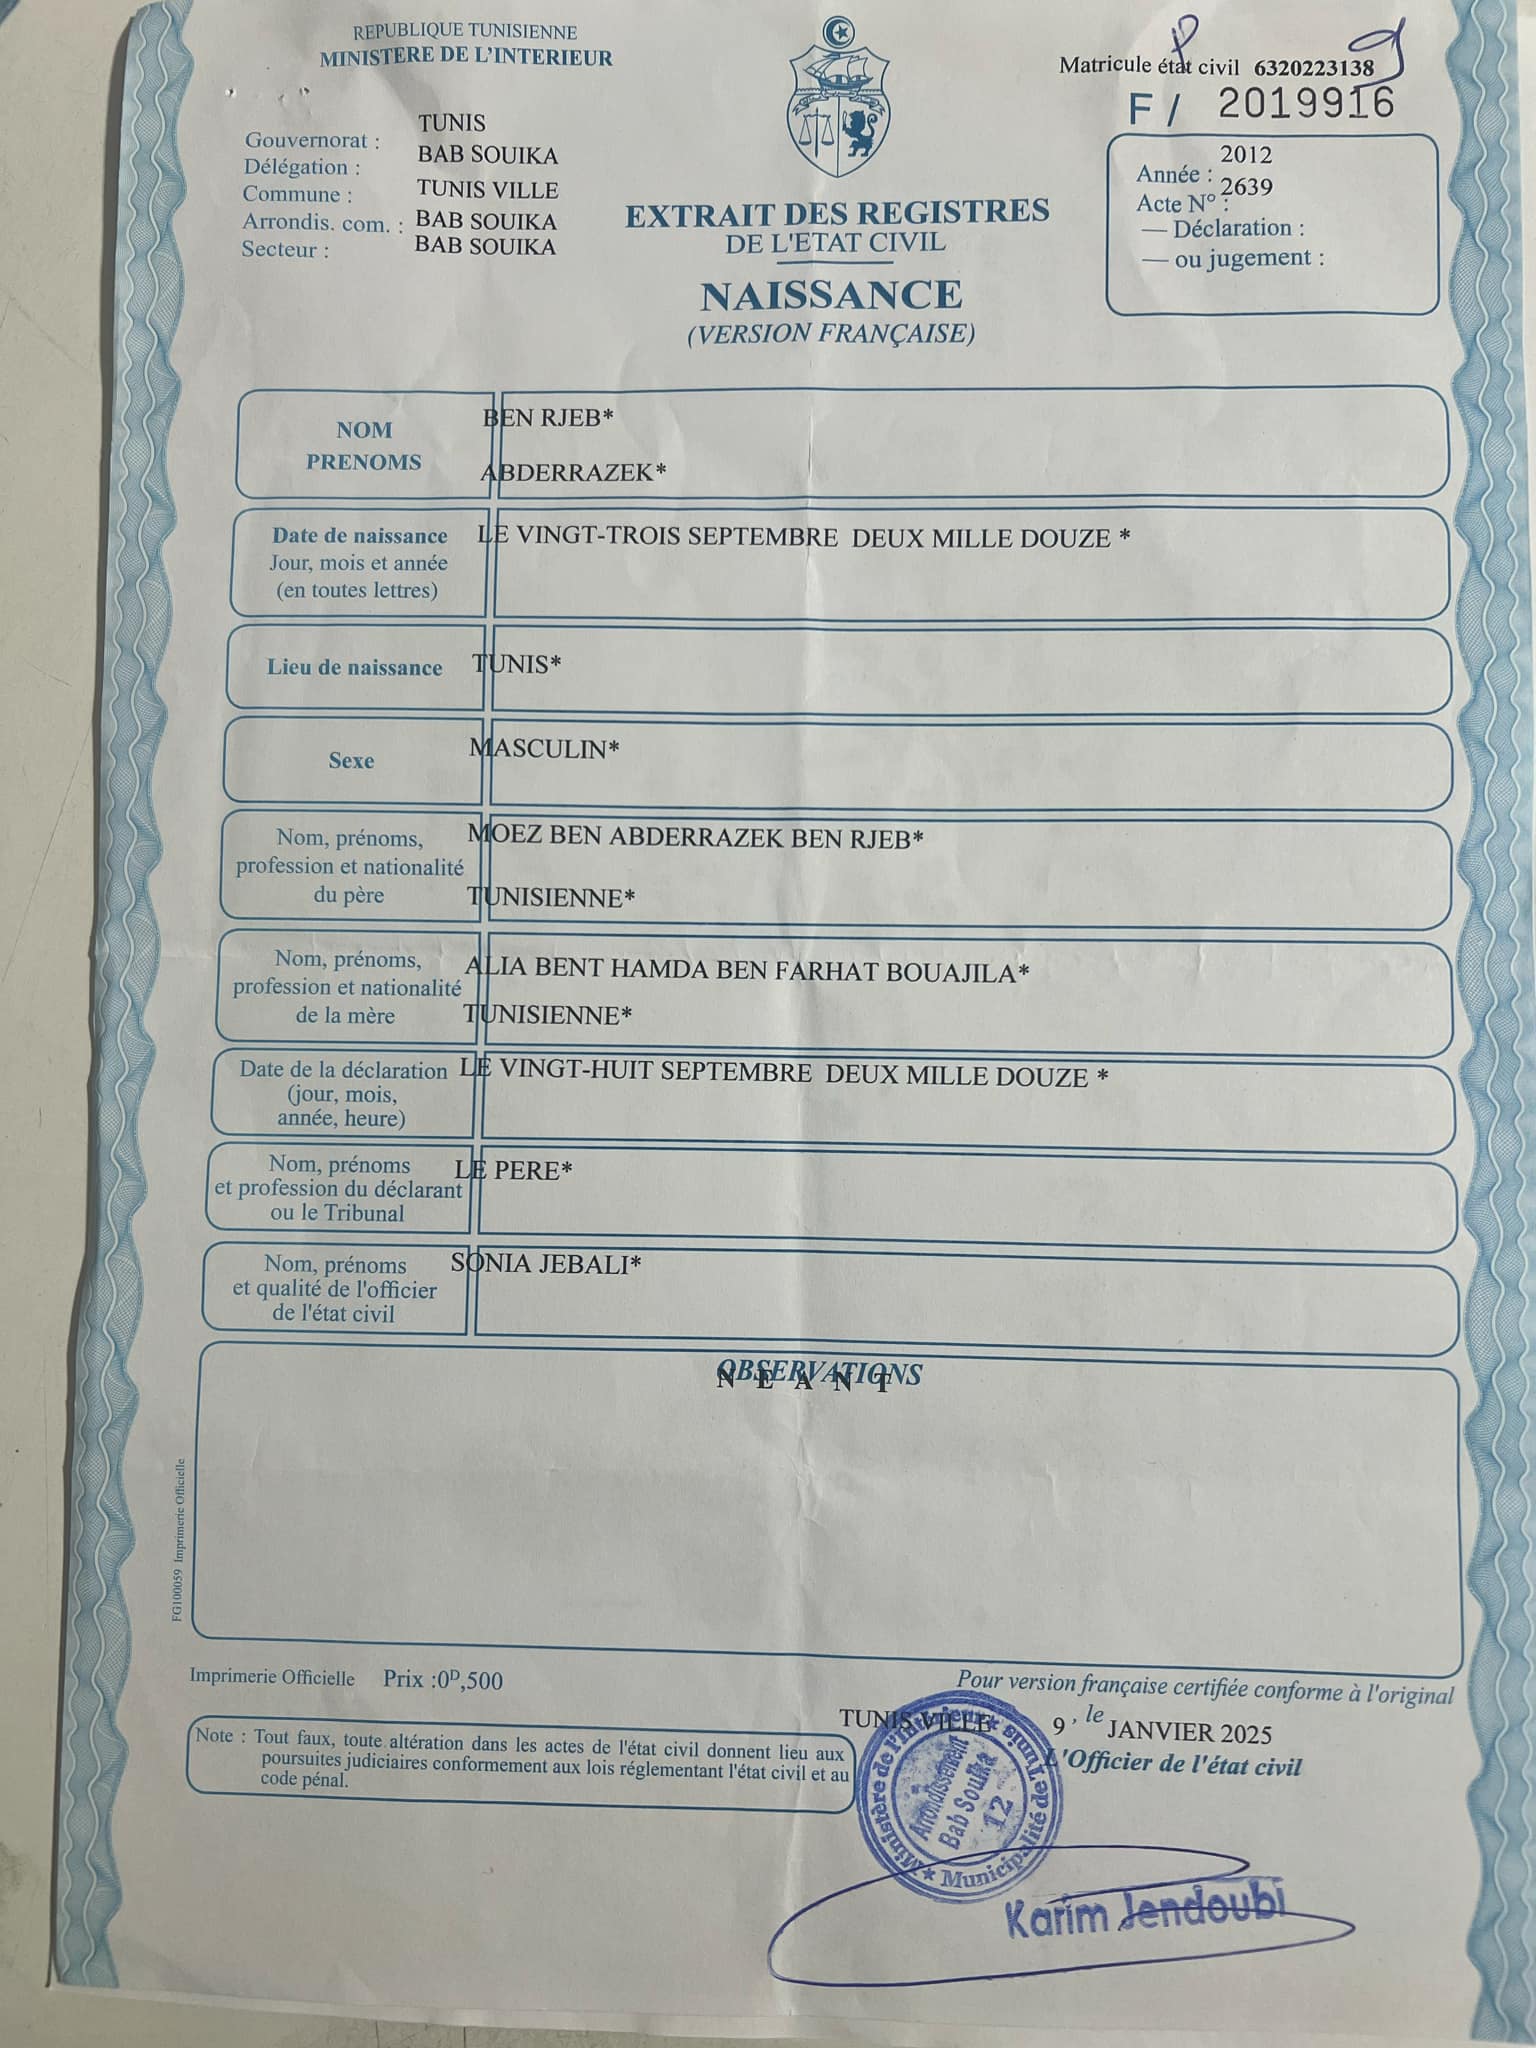 REPUBLIQUE TUNISIENNE
MINISTERE DE L'INTERIEUR
Matricule état civil 6320223138
F/ 2019916
Gouvernorat : TUNIS
Délégation : BAB SOUIKA
Commune : TUNIS VILLE
Arrondis. com. : BAB SOUIKA
Secteur : BAB SOUIKA
Année : 2012
Acte N° : 2639
— Déclaration :
— ou jugement :
EXTRAIT DES REGISTRES
DE L'ETAT CIVIL
NAISSANCE
(VERSION FRANÇAISE)
NOM
PRENOMS
BEN RJEB*
ABDERRAZEK*
Date de naissance
Jour, mois et année
(en toutes lettres)
LE VINGT-TROIS SEPTEMBRE DEUX MILLE DOUZE *
Lieu de naissance
TUNIS*
Sexe
MASCULIN*
Nom, prénoms,
profession et nationalité
du père
MOEZ BEN ABDERRAZEK BEN RJEB*
TUNISIENNE*
Nom, prénoms,
profession et nationalité
de la mère
ALIA BENT HAMDA BEN FARHAT BOUAJILA*
TUNISIENNE*
Date de la déclaration
(jour, mois,
année, heure)
LE VINGT-HUIT SEPTEMBRE DEUX MILLE DOUZE *
Nom, prénoms
et profession du déclarant
ou le Tribunal
LE PERE*
Nom, prénoms
et qualité de l'officier
de l'état civil
SONIA JEBALI*
OBSERVATIONS
N E A N T
FG100059 Imprimerie Officielle
Imprimerie Officielle Prix :0D,500
Pour version française certifiée conforme à l'original
TUNIS VILLE 9 , le JANVIER 2025
L'Officier de l'état civil
Note : Tout faux, toute altération dans les actes de l'état civil donnent lieu aux
poursuites judiciaires conformement aux lois réglementant l'état civil et au
code pénal.
Ministère de l'Intérieur
Municipalité de Tunis
Arrondissement
Bab Souika
12
Karim Jendoubi